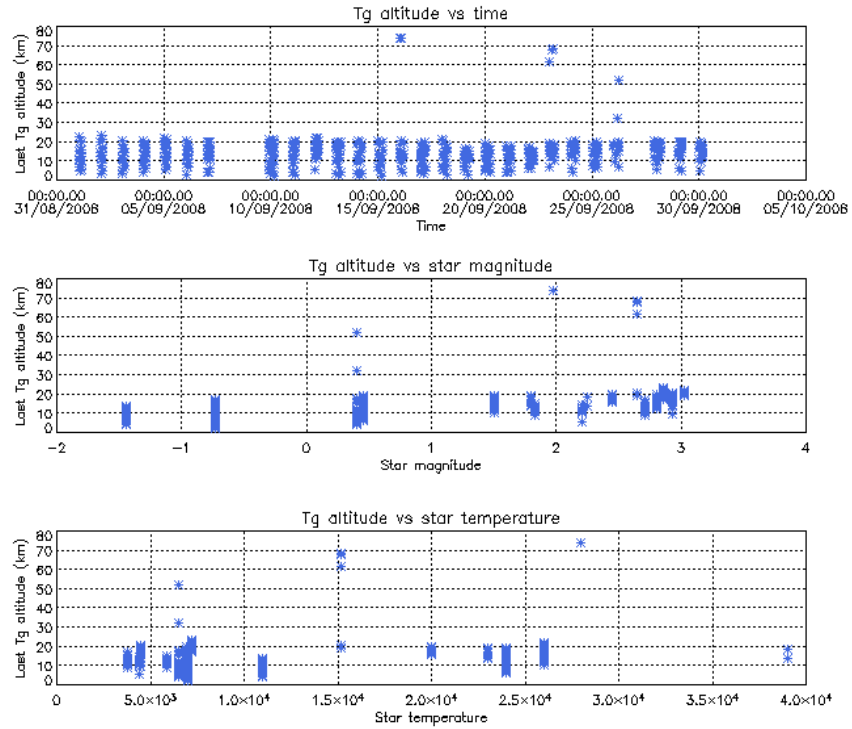 Tg altitude vs time
Last Tg altitude (km)
80
70
60
50
40
30
20
10
0
00:00.00 00:00.00 00:00.00 00:00.00 00:00.00 00:00.00 00:00.00 00:00.00
31/08/2008 05/09/2008 10/09/2008 15/09/2008 20/09/2008 25/09/2008 30/09/2008 05/10/2008
Time
Tg altitude vs star magnitude
Last Tg altitude (km)
80
70
60
50
40
30
20
10
0
-2 -1 0 1 2 3 4
Star magnitude
Tg altitude vs star temperature
Last Tg altitude (km)
80
70
60
50
40
30
20
10
0
0 5.0×10³ 1.0×10⁴ 1.5×10⁴ 2.0×10⁴ 2.5×10⁴ 3.0×10⁴ 3.5×10⁴ 4.0×10⁴
Star temperature